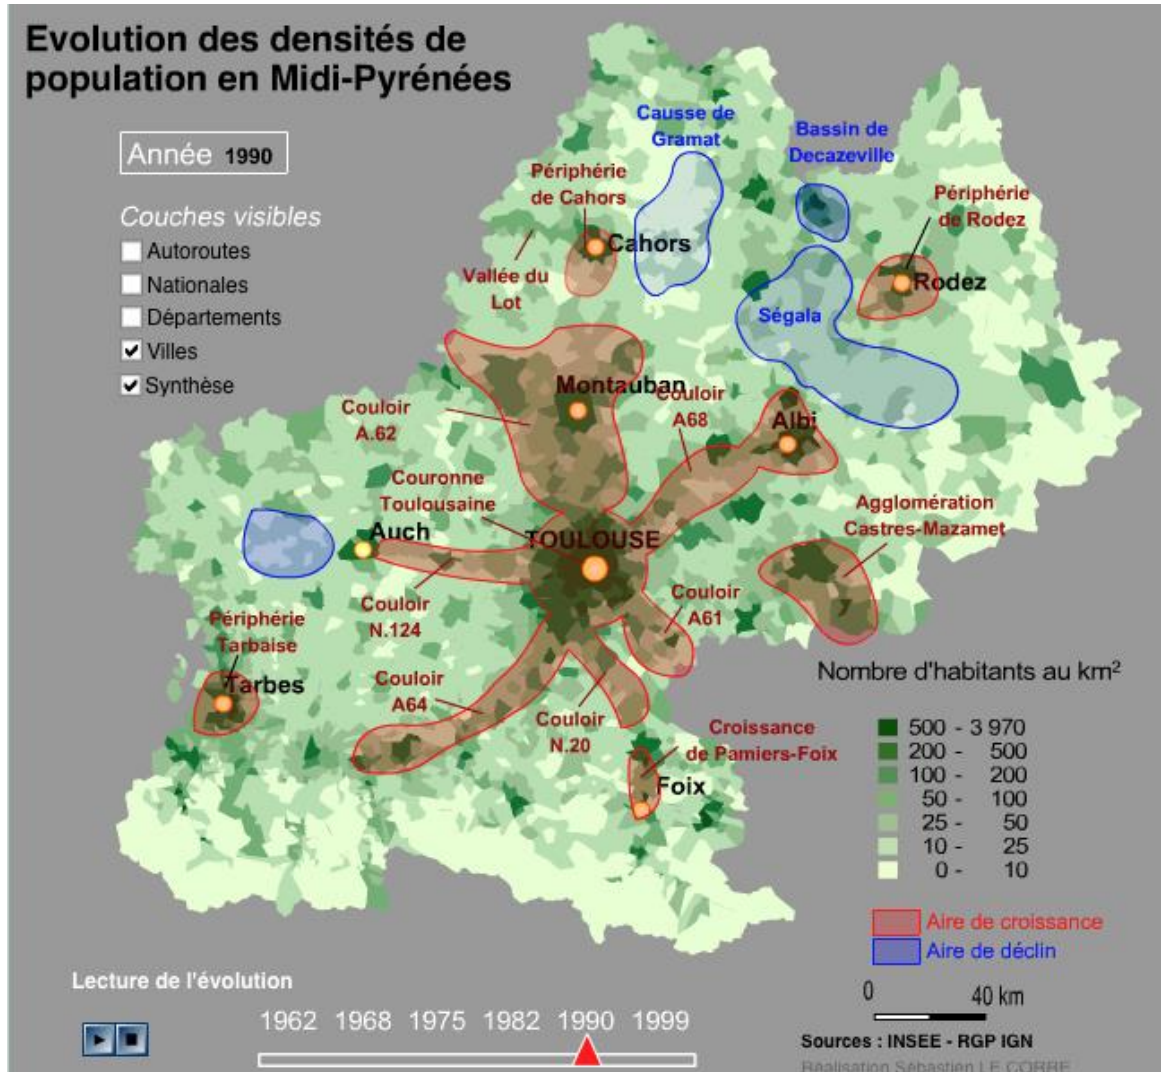 Evolution des densités de
population en Midi-Pyrénées
Année 1990
Couches visibles
Autoroutes
Nationales
Départements
Villes
Synthèse
Causse de
Gramat
Bassin de
Decazeville
Périphérie
de Cahors
Périphérie
de Rodez
Cahors
Vallée du
Lot
Rodez
Ségala
Montauban
Couloir
A.62
Couloir
A68
Albi
Couronne
Toulousaine
Agglomération
Castres-Mazamet
Auch
TOULOUSE
Couloir
N.124
Couloir
A61
Périphérie
Tarbaise
Tarbes
Couloir
A64
Couloir
N.20
Croissance
de Pamiers-Foix
Foix
Nombre d'habitants au km²
500 - 3 970
200 - 500
100 - 200
50 - 100
25 - 50
10 - 25
0 - 10
Aire de croissance
Aire de déclin
0 40 km
Lecture de l'évolution
1962 1968 1975 1982 1990 1999
Sources : INSEE - RGP IGN
Réalisation Sébastien LE CORRE